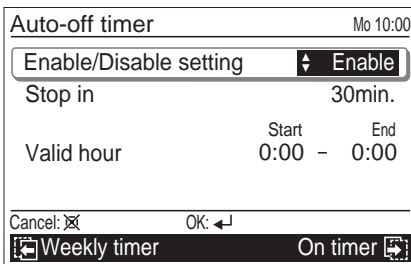 Auto-off timer Mo 10:00
Enable/Disable setting Enable
Stop in 30min.
Start End
Valid hour 0:00 – 0:00
Cancel: OK:
Weekly timer On timer